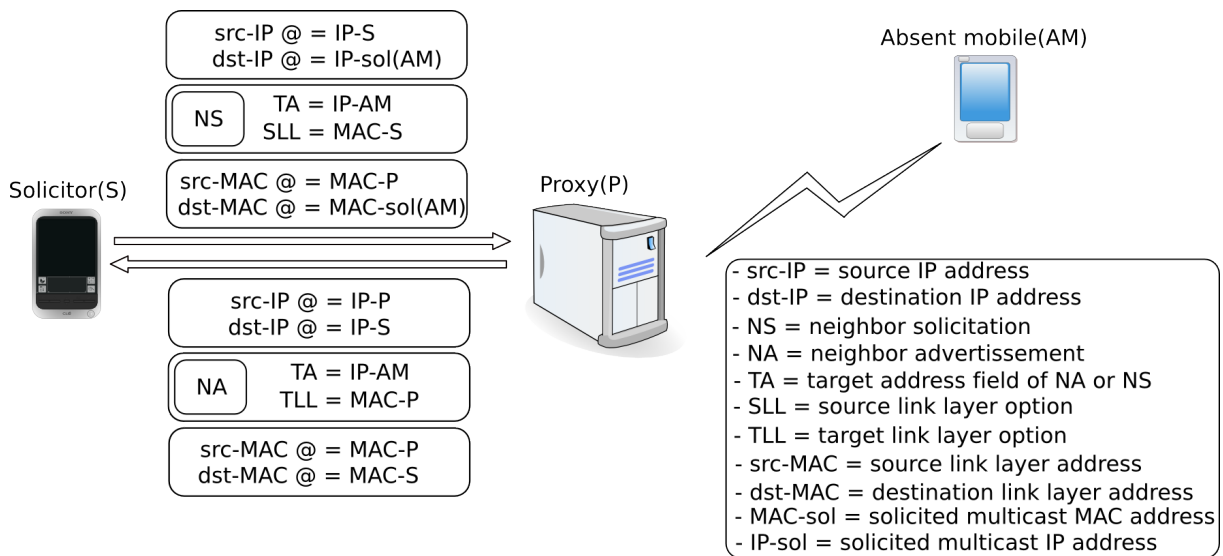 src-IP @ = IP-S
dst-IP @ = IP-sol(AM)
NS
TA = IP-AM
SLL = MAC-S
src-MAC @ = MAC-P
dst-MAC @ = MAC-sol(AM)
Solicitor(S)
Proxy(P)
Absent mobile(AM)
src-IP @ = IP-P
dst-IP @ = IP-S
NA
TA = IP-AM
TLL = MAC-P
src-MAC @ = MAC-P
dst-MAC @ = MAC-S
- src-IP = source IP address
- dst-IP = destination IP address
- NS = neighbor solicitation
- NA = neighbor advertissement
- TA = target address field of NA or NS
- SLL = source link layer option
- TLL = target link layer option
- src-MAC = source link layer address
- dst-MAC = destination link layer address
- MAC-sol = solicited multicast MAC address
- IP-sol = solicited multicast IP address